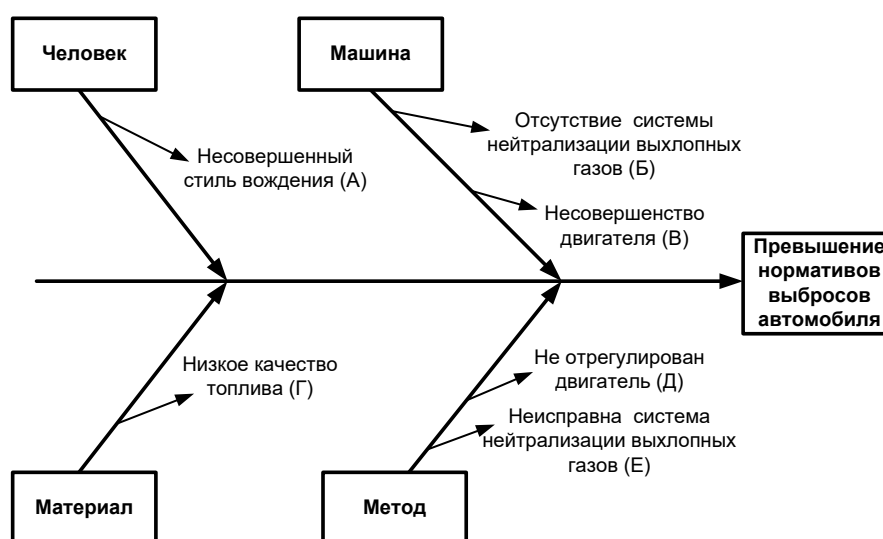 Человек
Машина
Несовершенный
стиль вождения (А)
Отсутствие системы
нейтрализации выхлопных
газов (Б)
Несовершенство
двигателя (В)
Превышение
нормативов
выбросов
автомобиля
Низкое качество
топлива (Г)
Не отрегулирован
двигатель (Д)
Неисправна система
нейтрализации выхлопных
газов (Е)
Материал
Метод